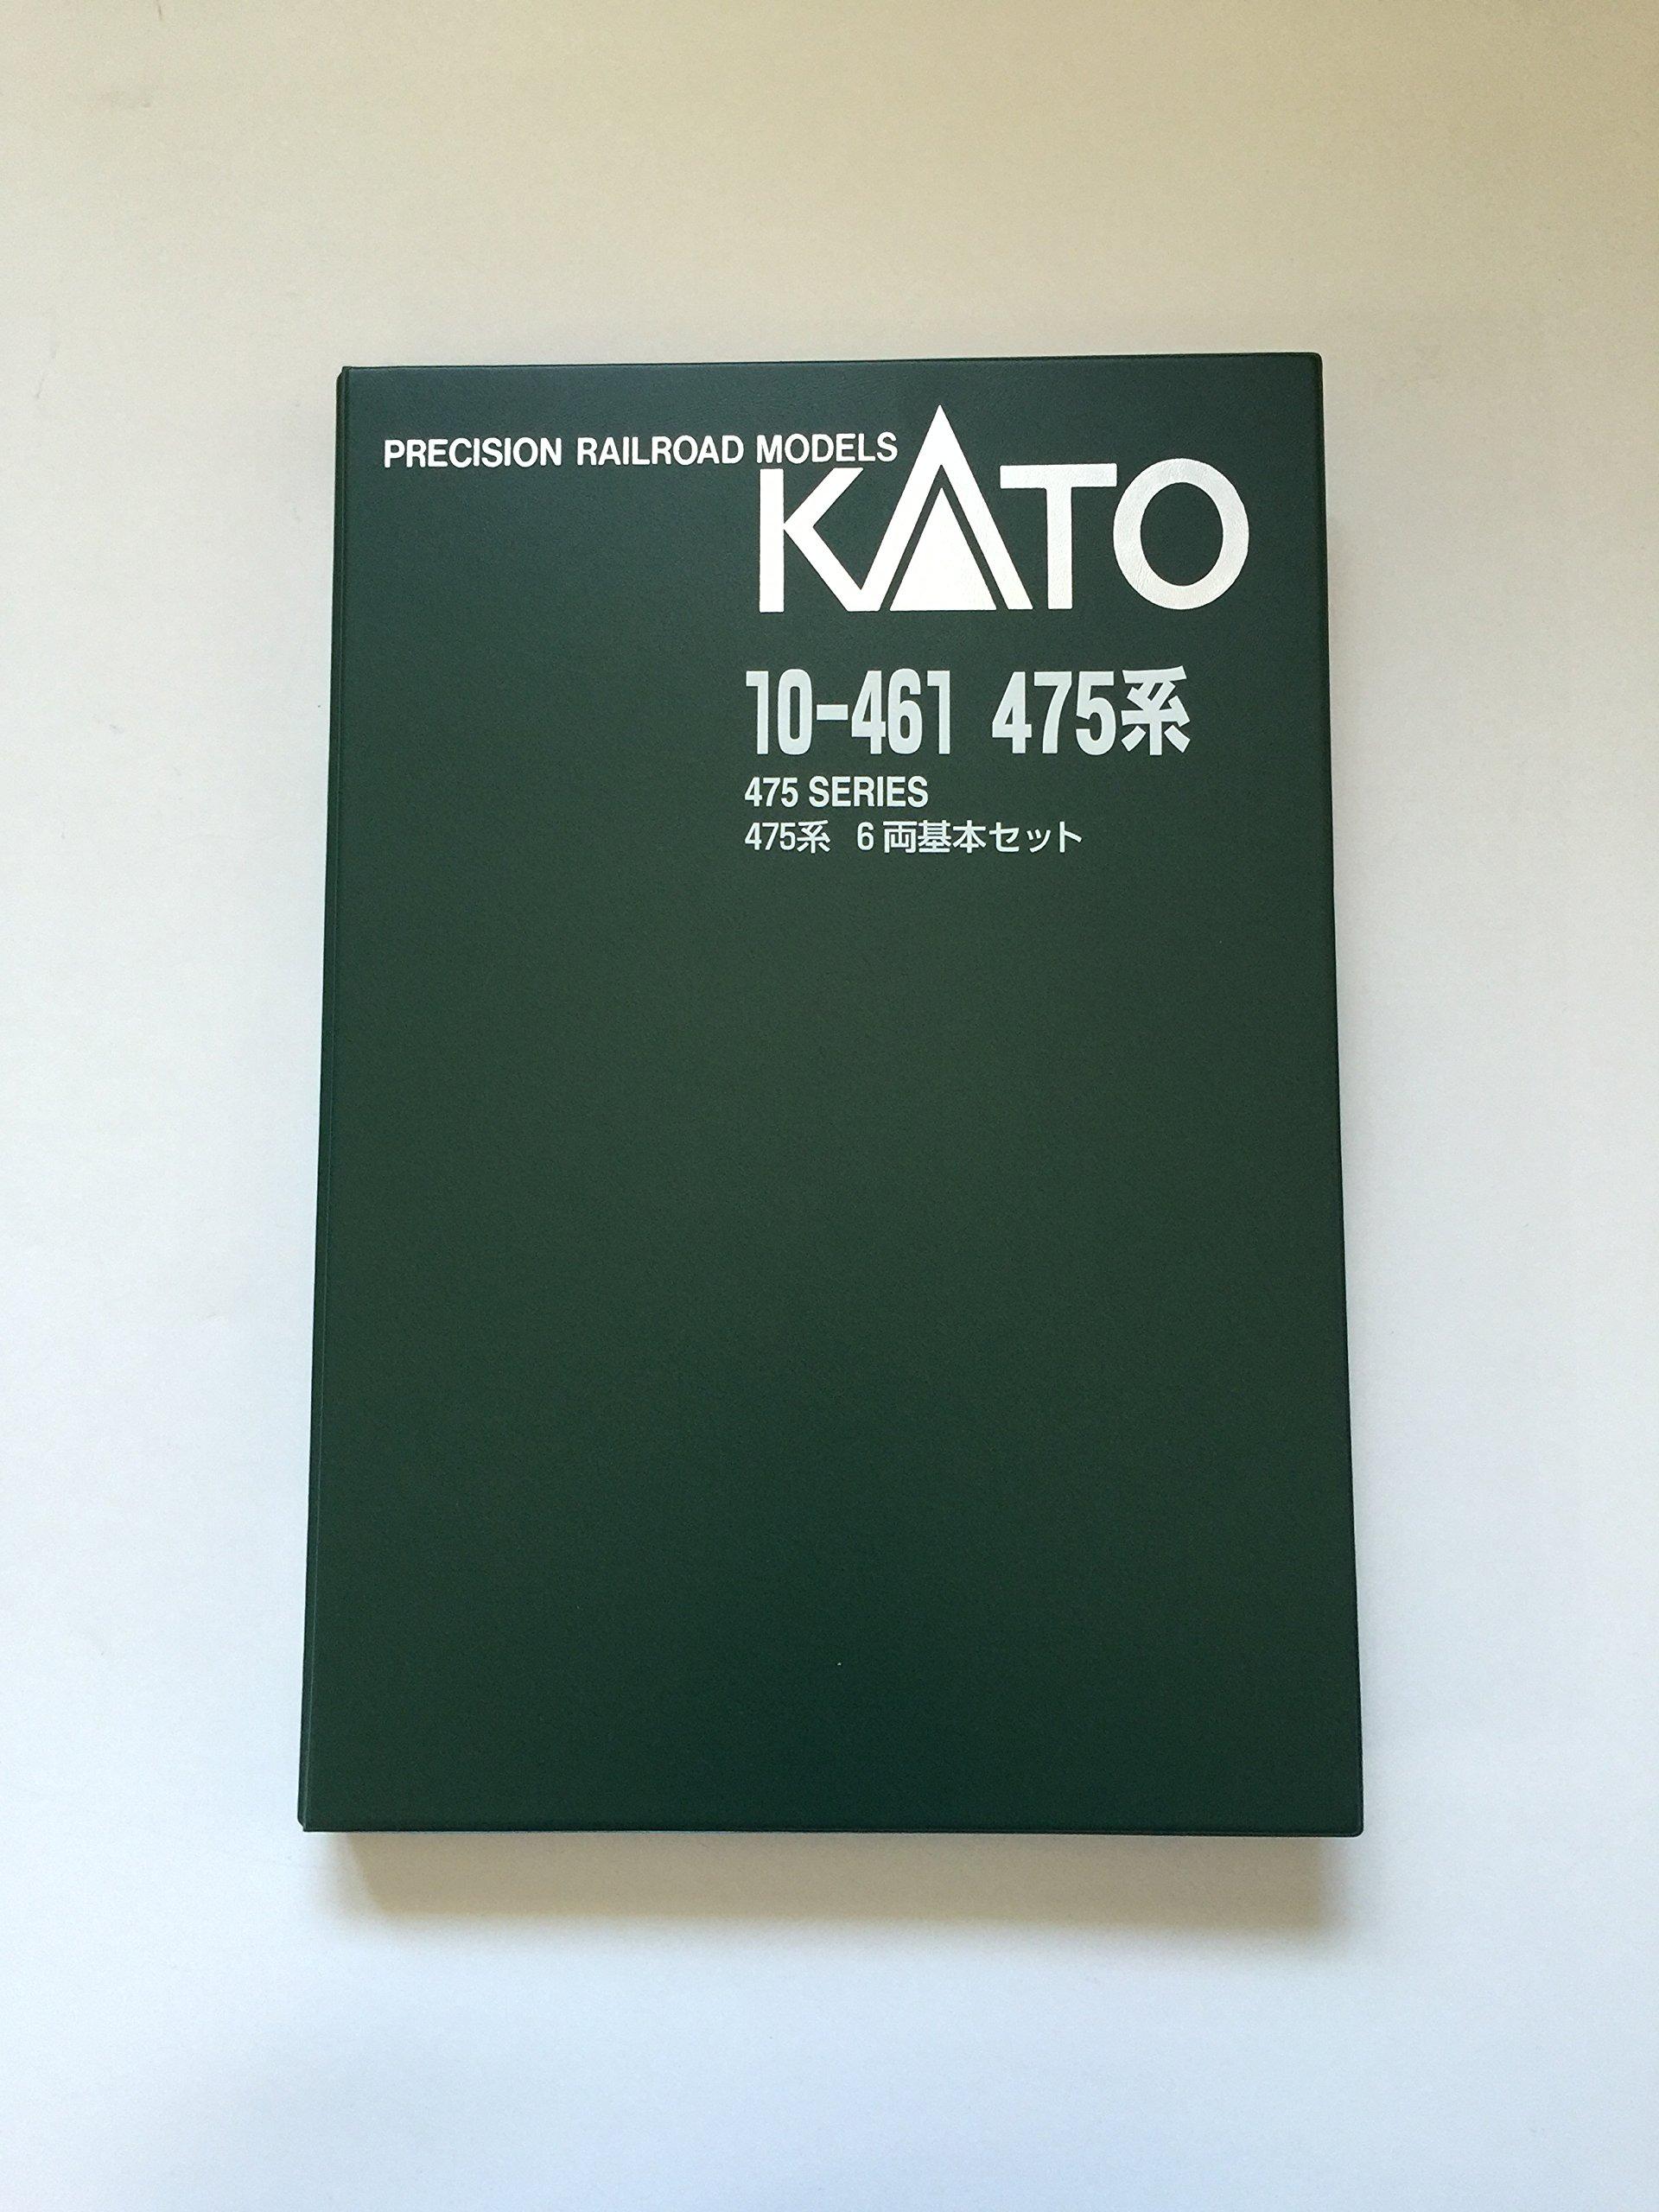 PRECISION RAILROAD MODELS
KATO
10-461 475系
475 SERIES
475系 6両基本セット